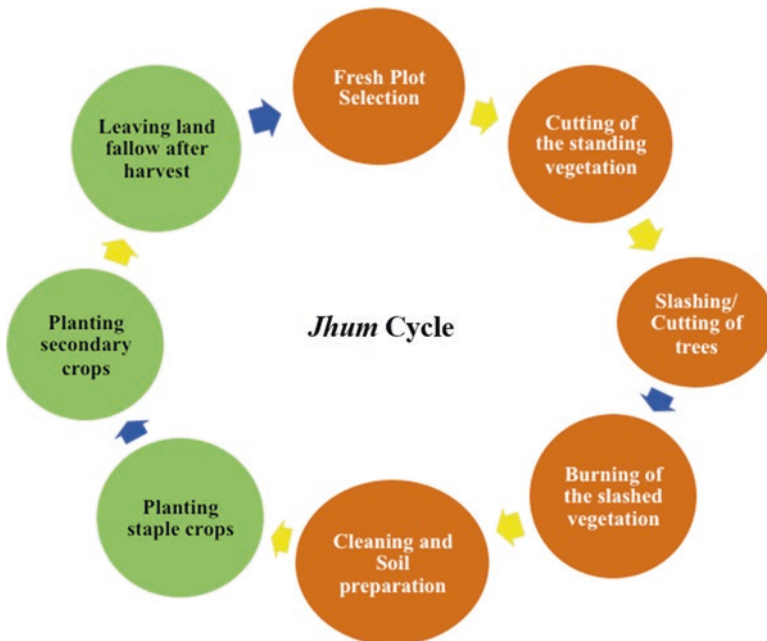 Fresh Plot
Selection
Cutting of
the standing
vegetation
Slashing/
Cutting of
trees
Burning of
the slashed
vegetation
Cleaning and
Soil
preparation
Planting
staple crops
Planting
secondary
crops
Leaving land
fallow after
harvest
Jhum Cycle